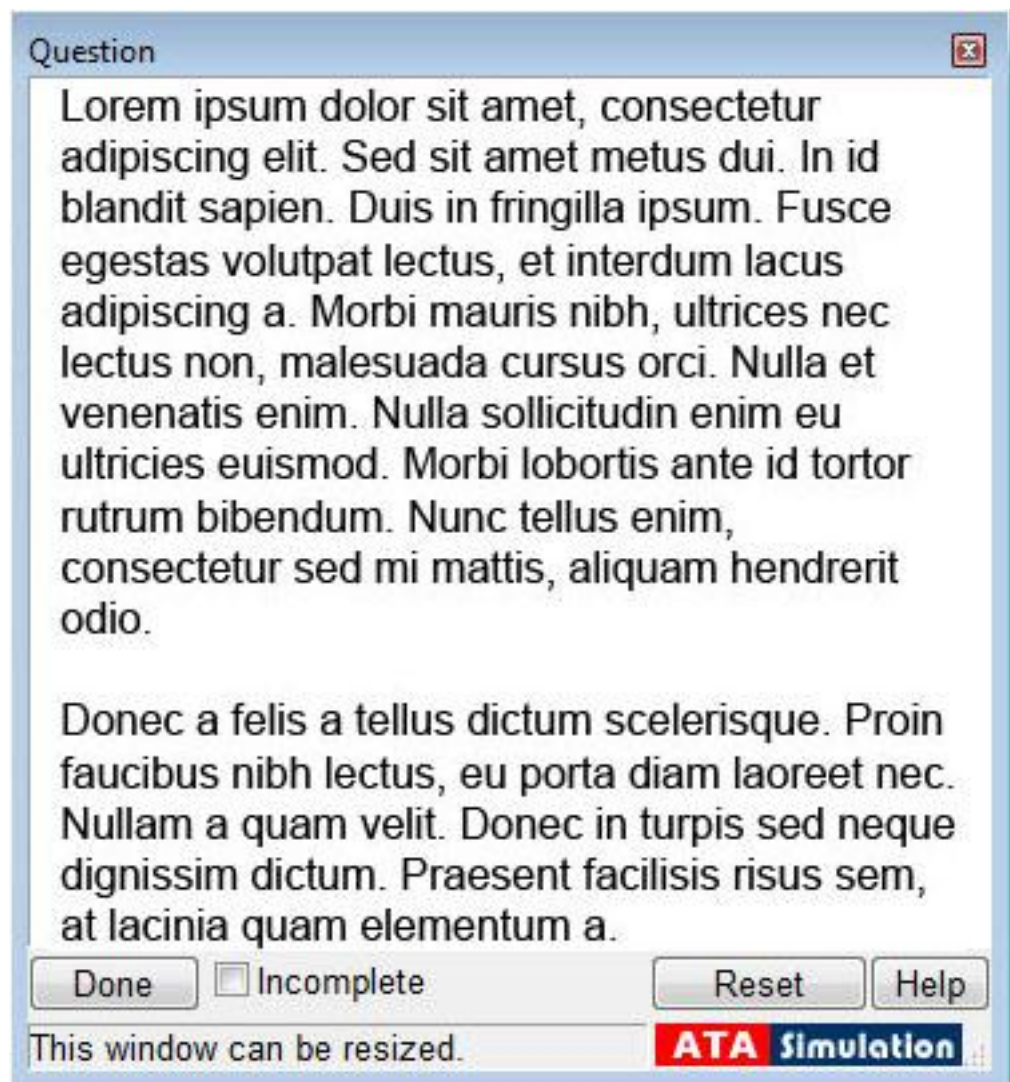 Question
Lorem ipsum dolor sit amet, consectetur
adipiscing elit. Sed sit amet metus dui. In id
blandit sapien. Duis in fringilla ipsum. Fusce
egestas volutpat lectus, et interdum lacus
adipiscing a. Morbi mauris nibh, ultrices nec
lectus non, malesuada cursus orci. Nulla et
venenatis enim. Nulla sollicitudin enim eu
ultricies euismod. Morbi lobortis ante id tortor
rutrum bibendum. Nunc tellus enim,
consectetur sed mi mattis, aliquam hendrerit
odio.
Donec a felis a tellus dictum scelerisque. Proin
faucibus nibh lectus, eu porta diam laoreet nec.
Nullam a quam velit. Donec in turpis sed neque
dignissim dictum. Praesent facilisis risus sem,
at lacinia quam elementum a.
Done Incomplete Reset Help
This window can be resized. ATA Simulation